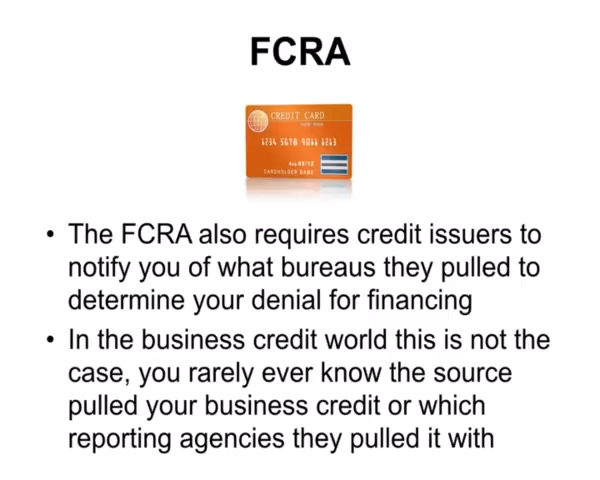 FCRA
CREDIT CARD
1234 5678 9011 1213
CARDHOLDER NAME
• The FCRA also requires credit issuers to
notify you of what bureaus they pulled to
determine your denial for financing
• In the business credit world this is not the
case, you rarely ever know the source
pulled your business credit or which
reporting agencies they pulled it with